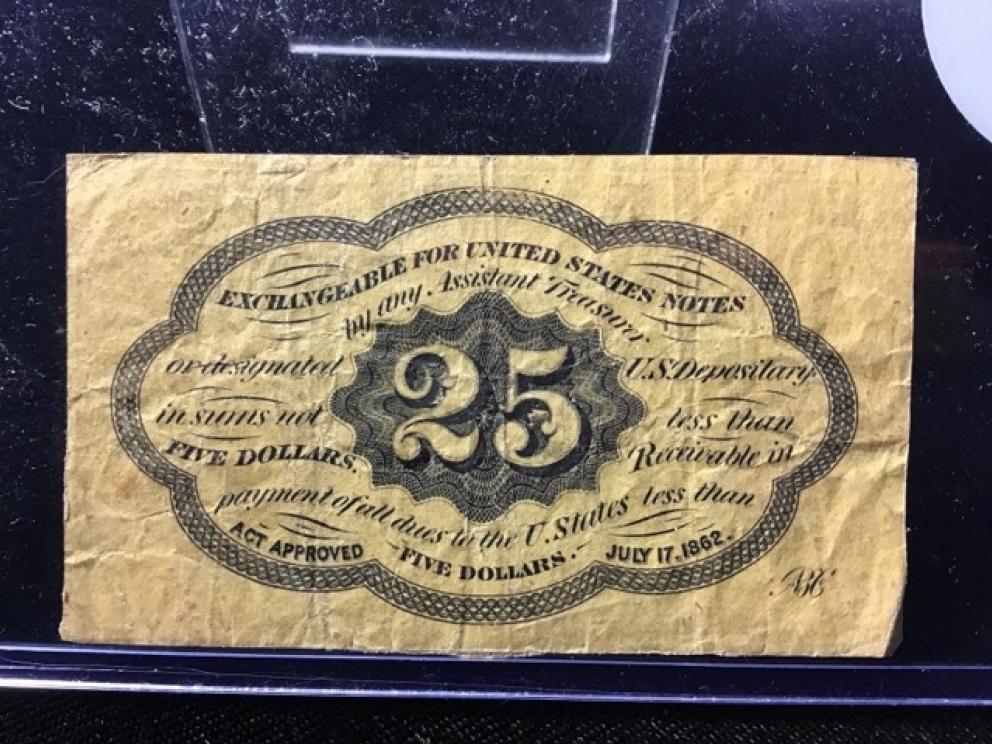 EXCHANGEABLE FOR UNITED STATES NOTES
by any Assistant Treasurer
or designated U.S. Depositary
in sums not less than
FIVE DOLLARS. Receivable in
payment of all dues to the U. States less than
FIVE DOLLARS.
ACT APPROVED JULY 17. 1862.
25
ABC